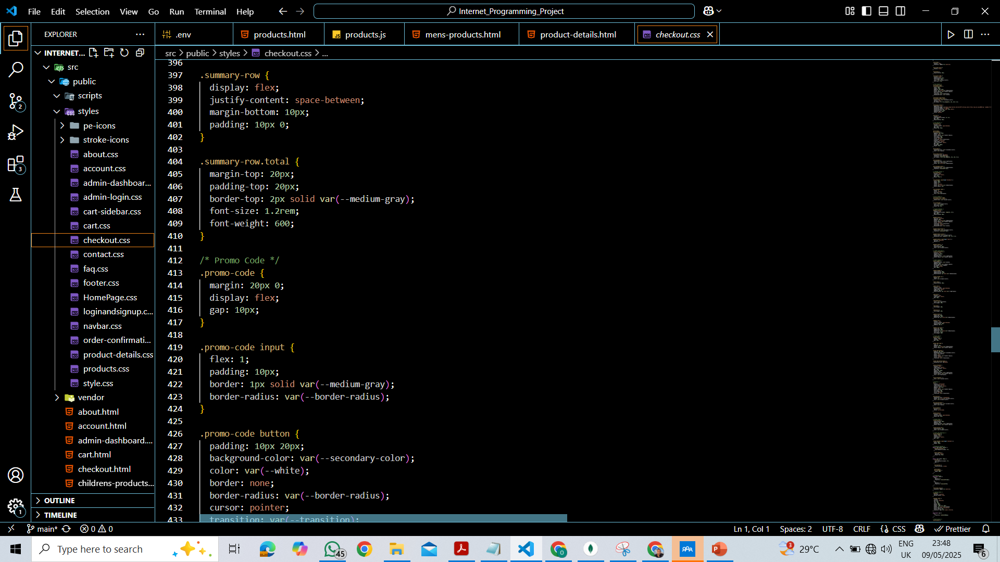 File Edit Selection View Go Run Terminal Help
Internet_Programming_Project
EXPLORER
.env
products.html
products.js
mens-products.html
product-details.html
checkout.css
INTERNET...
src > public > styles > checkout.css > ...
src
public
scripts
styles
pe-icons
stroke-icons
about.css
account.css
admin-dashboar...
admin-login.css
cart-sidebar.css
cart.css
checkout.css
contact.css
faq.css
footer.css
HomePage.css
loginandsignup.c...
navbar.css
order-confirmati...
product-details.css
products.css
style.css
vendor
about.html
account.html
admin-dashboard....
cart.html
checkout.html
childrens-products...
OUTLINE
TIMELINE
2
3
1
396
397 .summary-row {
398 display: flex;
399 justify-content: space-between;
400 margin-bottom: 10px;
401 padding: 10px 0;
402 }
403
404 .summary-row.total {
405 margin-top: 20px;
406 padding-top: 20px;
407 border-top: 2px solid var(--medium-gray);
408 font-size: 1.2rem;
409 font-weight: 600;
410 }
411
412 /* Promo Code */
413 .promo-code {
414 margin: 20px 0;
415 display: flex;
416 gap: 10px;
417 }
418
419 .promo-code input {
420 flex: 1;
421 padding: 10px;
422 border: 1px solid var(--medium-gray);
423 border-radius: var(--border-radius);
424 }
425
426 .promo-code button {
427 padding: 10px 20px;
428 background-color: var(--secondary-color);
429 color: var(--white);
430 border: none;
431 border-radius: var(--border-radius);
432 cursor: pointer;
433 transition: var(--transition);
main* 0 0
Ln 1, Col 1 Spaces: 2 UTF-8 CRLF CSS Prettier
Type here to search
45
3
29°C
ENG
UK
23:48
09/05/2025
6